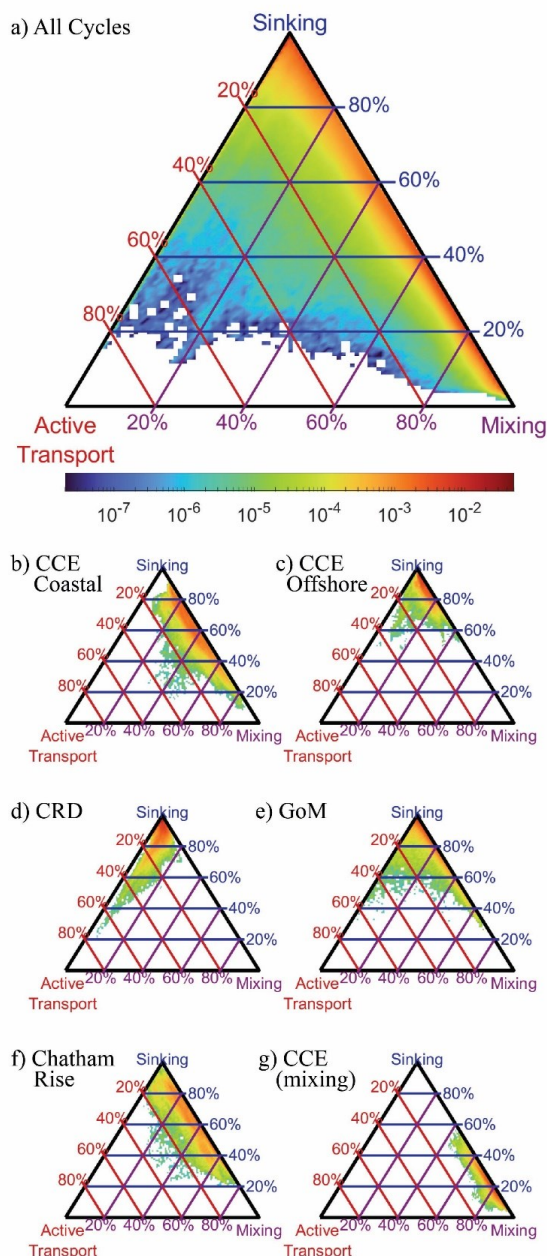 a) All Cycles
Sinking
20%
80%
40%
60%
60%
40%
80%
20%
Active
Transport
20%
40%
60%
80%
Mixing
10-7
10-6
10-5
10-4
10-3
10-2
b) CCE
Coastal
Sinking
20%
80%
40%
60%
60%
40%
80%
20%
Active
Transport
20%
40%
60%
Mixing
c) CCE
Offshore
Sinking
20%
80%
40%
60%
60%
40%
80%
20%
Active
Transport
20%
40%
60%
Mixing
d) CRD
Sinking
20%
80%
40%
60%
60%
40%
80%
20%
Active
Transport
20%
40%
60%
Mixing
e) GoM
Sinking
20%
80%
40%
60%
60%
40%
80%
20%
Active
Transport
20%
40%
60%
Mixing
f) Chatham
Rise
Sinking
20%
80%
40%
60%
60%
40%
80%
20%
Active
Transport
20%
40%
60%
Mixing
g) CCE
(mixing)
Sinking
20%
80%
40%
60%
60%
40%
80%
20%
Active
Transport
20%
40%
60%
Mixing